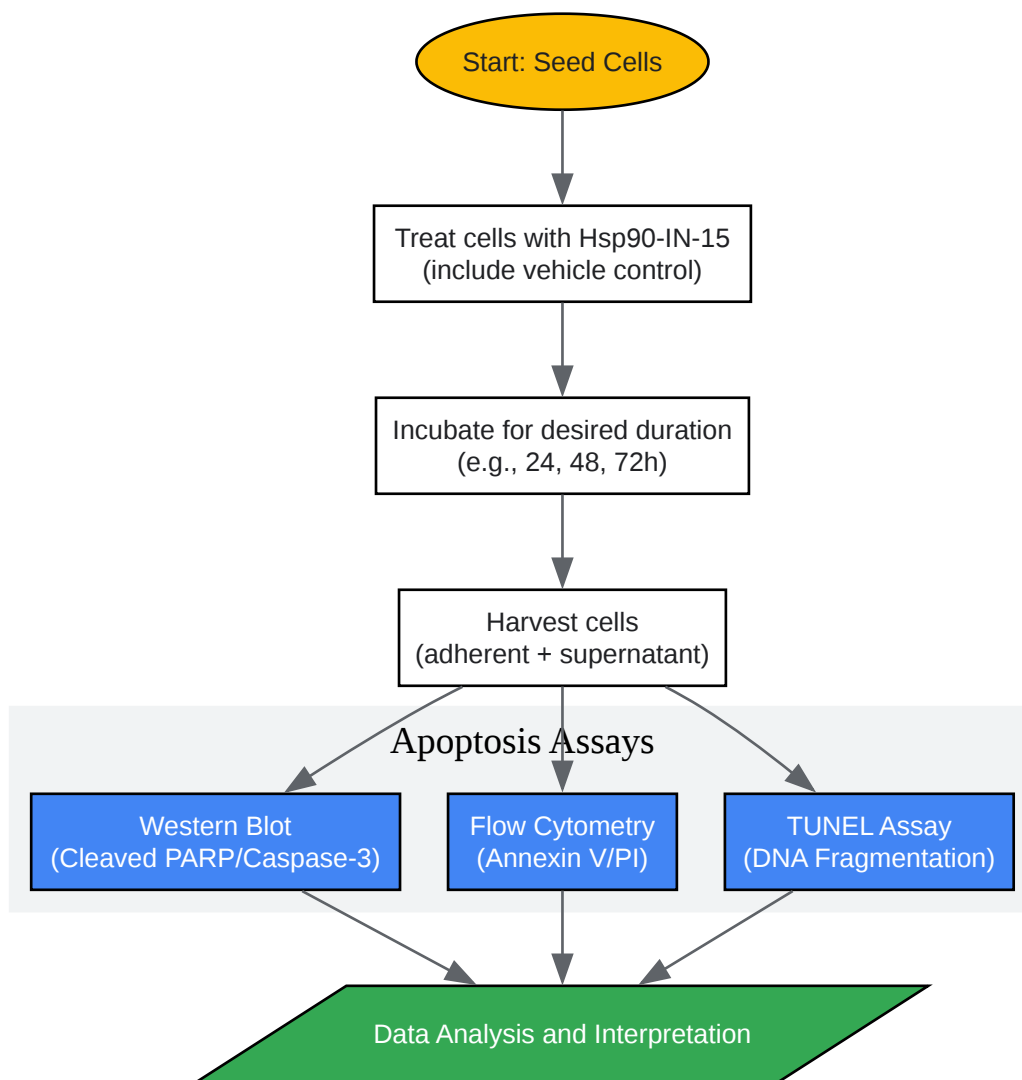 Start: Seed Cells
Treat cells with Hsp90-IN-15
(include vehicle control)
Incubate for desired duration
(e.g., 24, 48, 72h)
Harvest cells
(adherent + supernatant)
Apoptosis Assays
Western Blot
(Cleaved PARP/Caspase-3)
Flow Cytometry
(Annexin V/PI)
TUNEL Assay
(DNA Fragmentation)
Data Analysis and Interpretation